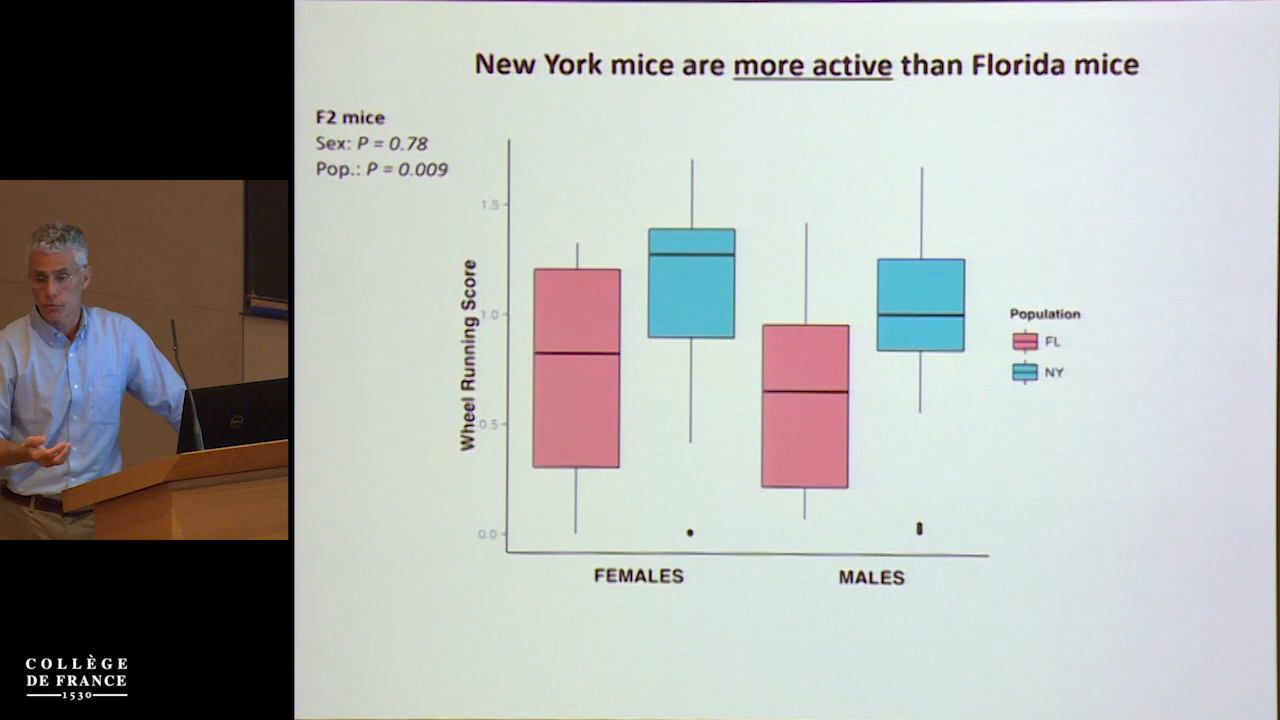 New York mice are more active than Florida mice
F2 mice
Sex: P = 0.78
Pop.: P = 0.009
Wheel Running Score
1.5
1.0
0.5
0.0
FEMALES
MALES
Population
FL
NY
COLLÈGE
DE FRANCE
1530